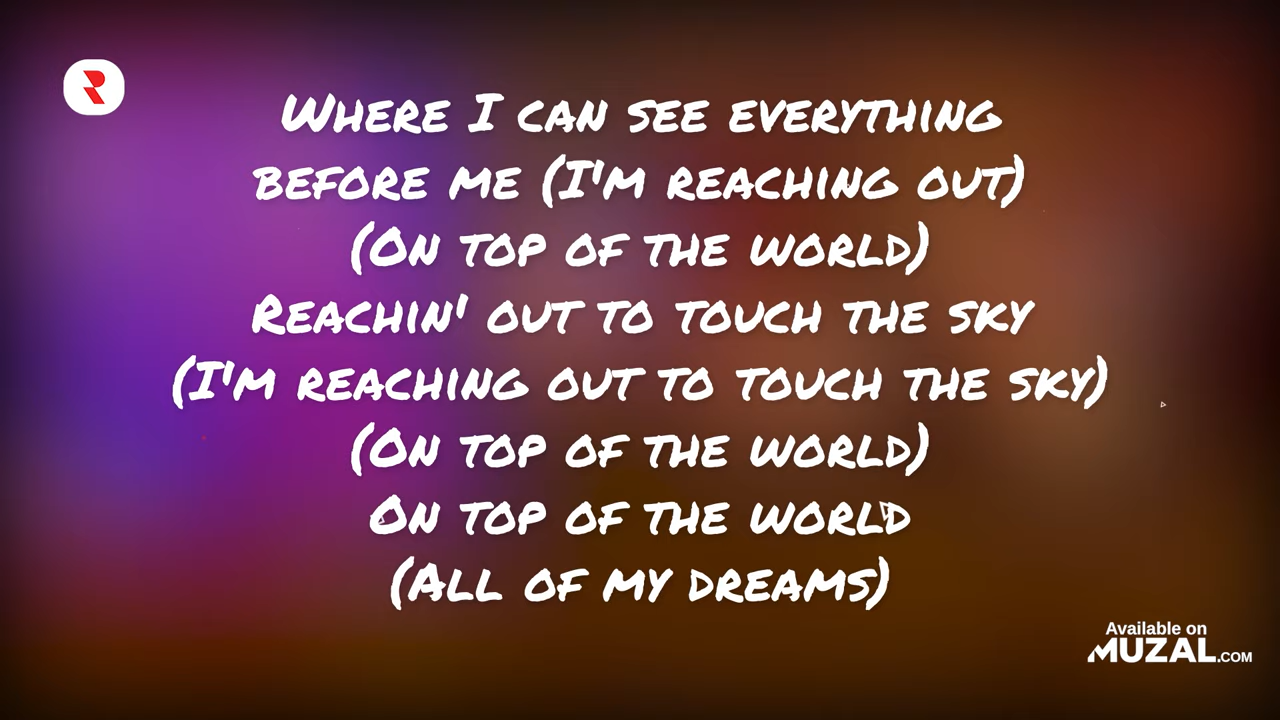 Where I can see everything
before me (I'm reaching out)
(On top of the world)
Reachin' out to touch the sky
(I'm reaching out to touch the sky)
(On top of the world)
On top of the world
(All of my dreams)
Available on
MUZAL.COM